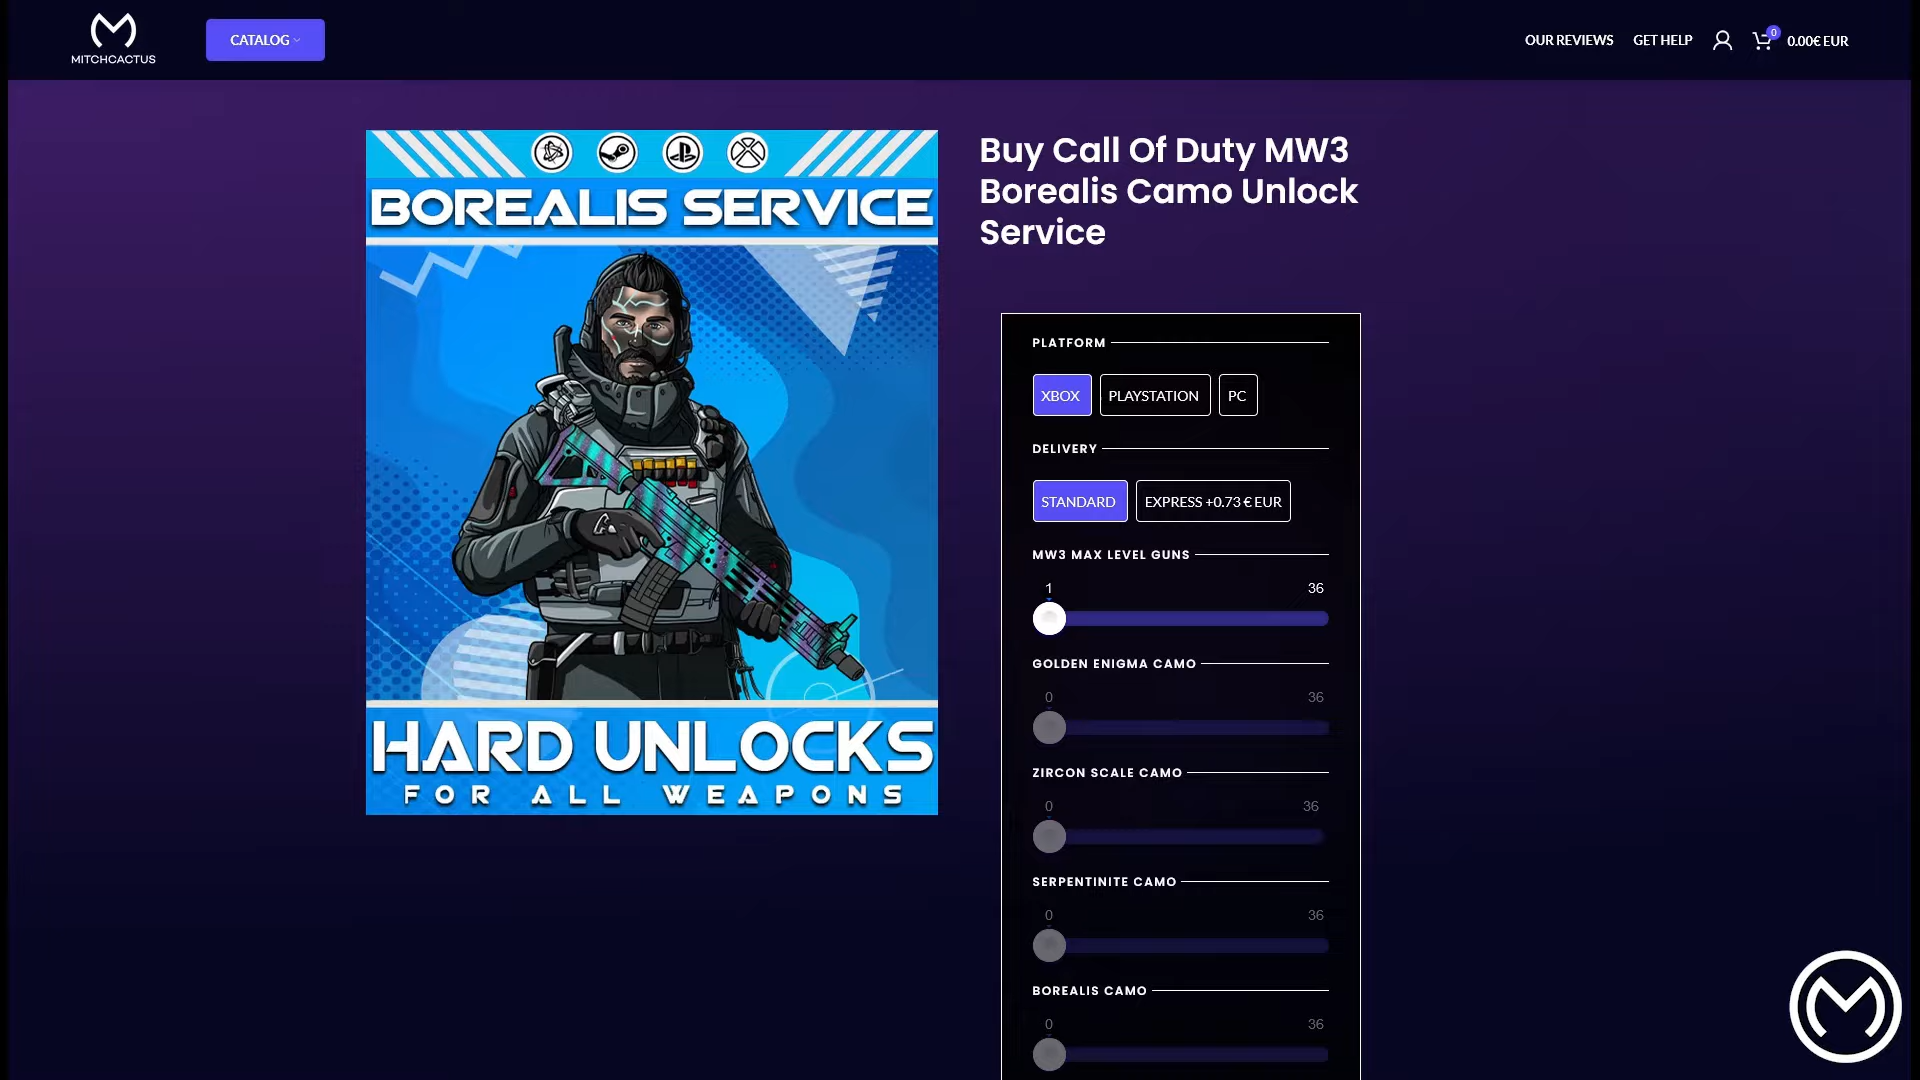 MITCHCACTUS
CATALOG
OUR REVIEWS
GET HELP
0
0.00€ EUR
BOREALIS SERVICE
HARD UNLOCKS
FOR ALL WEAPONS
Buy Call Of Duty MW3
Borealis Camo Unlock
Service
PLATFORM
XBOX
PLAYSTATION
PC
DELIVERY
STANDARD
EXPRESS +0.73 € EUR
MW3 MAX LEVEL GUNS
1
36
GOLDEN ENIGMA CAMO
0
36
ZIRCON SCALE CAMO
0
36
SERPENTINITE CAMO
0
36
BOREALIS CAMO
0
36